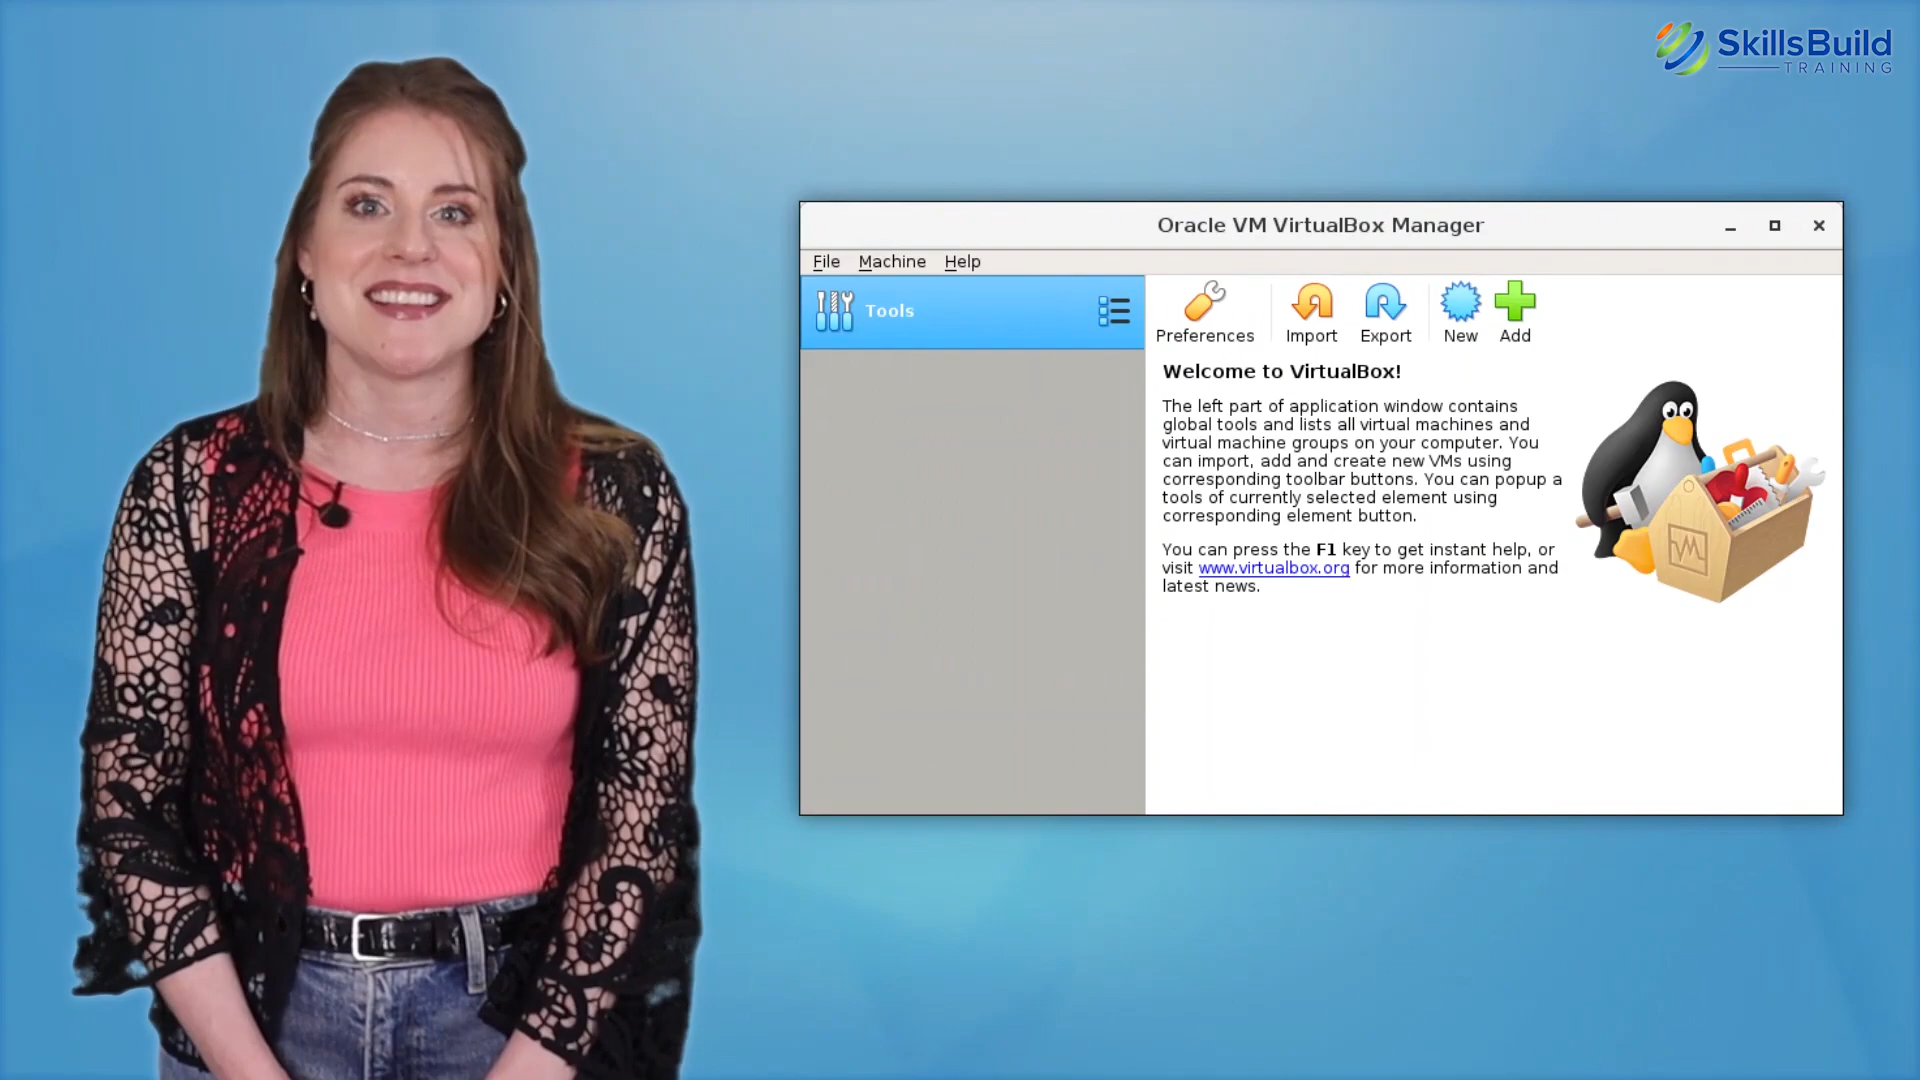 SkillsBuild
TRAINING
Oracle VM VirtualBox Manager
File Machine Help
Tools
Preferences Import Export New Add
Welcome to VirtualBox!
The left part of application window contains
global tools and lists all virtual machines and
virtual machine groups on your computer. You
can import, add and create new VMs using
corresponding toolbar buttons. You can popup a
tools of currently selected element using
corresponding element button.
You can press the F1 key to get instant help, or
visit www.virtualbox.org for more information and
latest news.